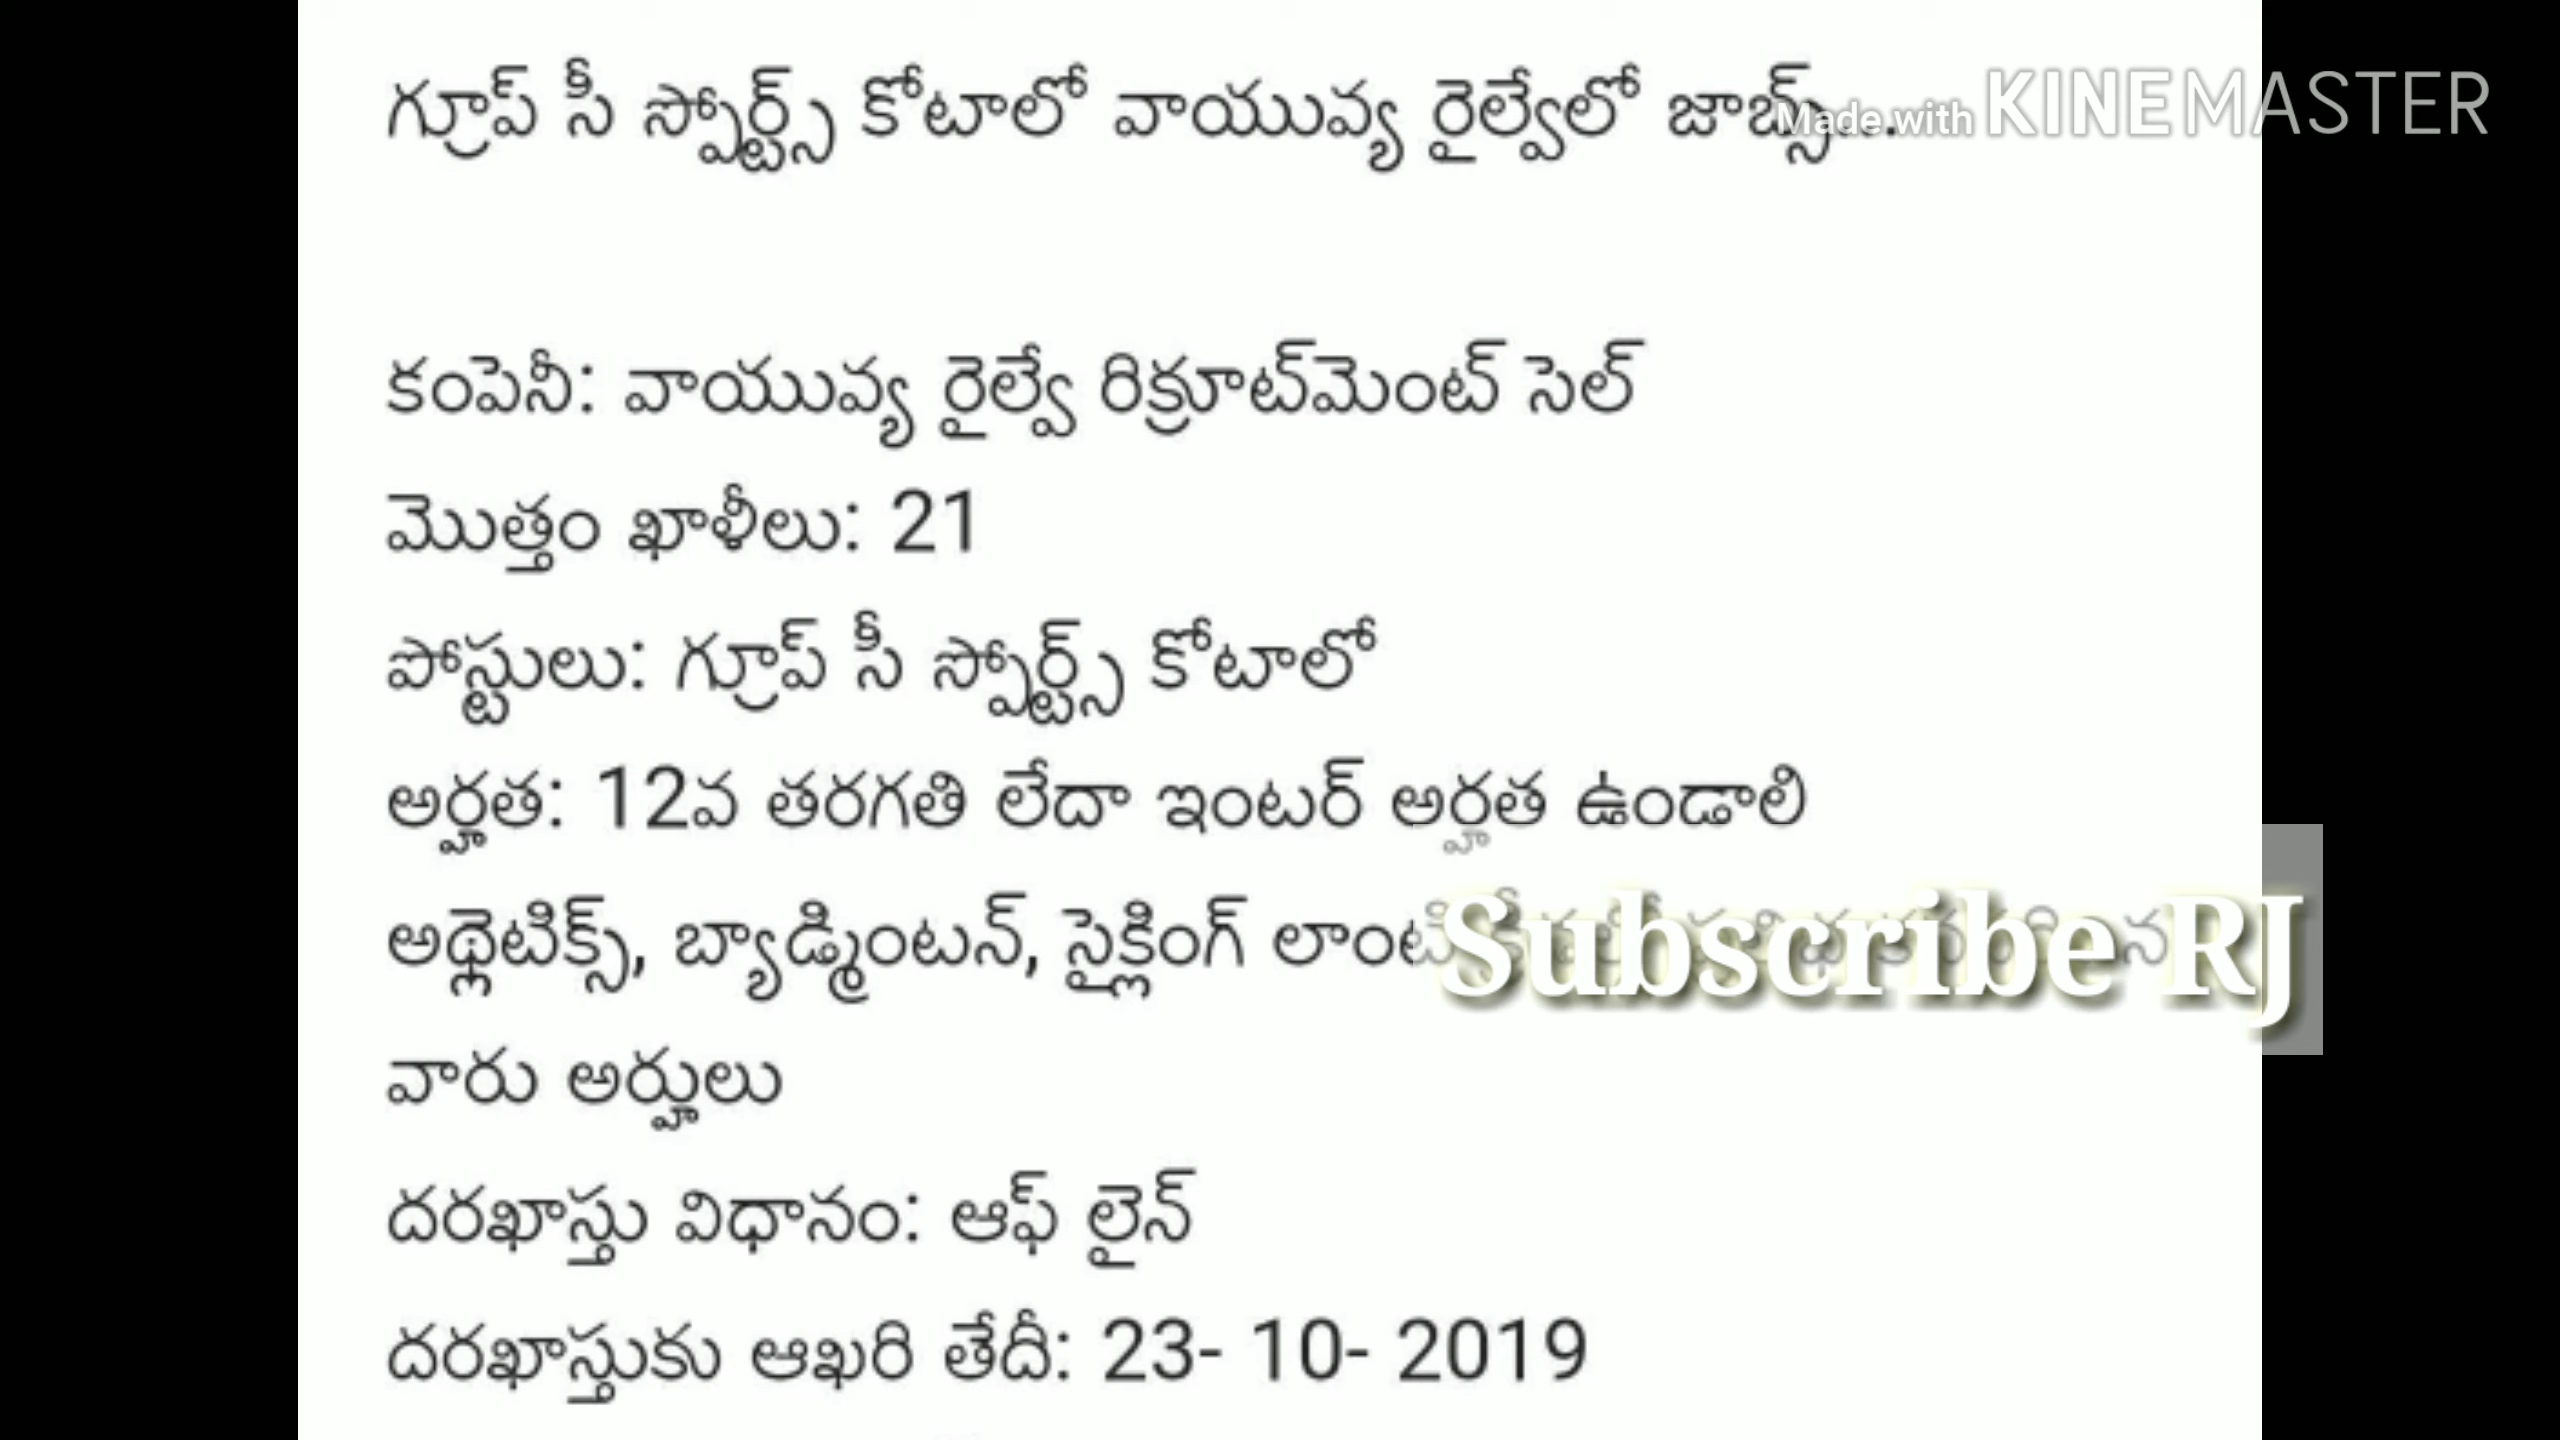 గ్రూప్ సీ స్పోర్ట్స్ కోటాలో వాయువ్య రైల్వేలో జాబ్స్...
Made with KINEMASTER
కంపెనీ: వాయువ్య రైల్వే రిక్రూట్‌మెంట్ సెల్
మొత్తం ఖాళీలు: 21
పోస్టులు: గ్రూప్ సీ స్పోర్ట్స్ కోటాలో
అర్హత: 12వ తరగతి లేదా ఇంటర్ అర్హత ఉండాలి
అథ్లెటిక్స్, బ్యాడ్మింటన్, సైక్లింగ్
Subscribe RJ
వారు అర్హులు
దరఖాస్తు విధానం: ఆఫ్ లైన్
దరఖాస్తుకు ఆఖరి తేదీ: 23- 10- 2019